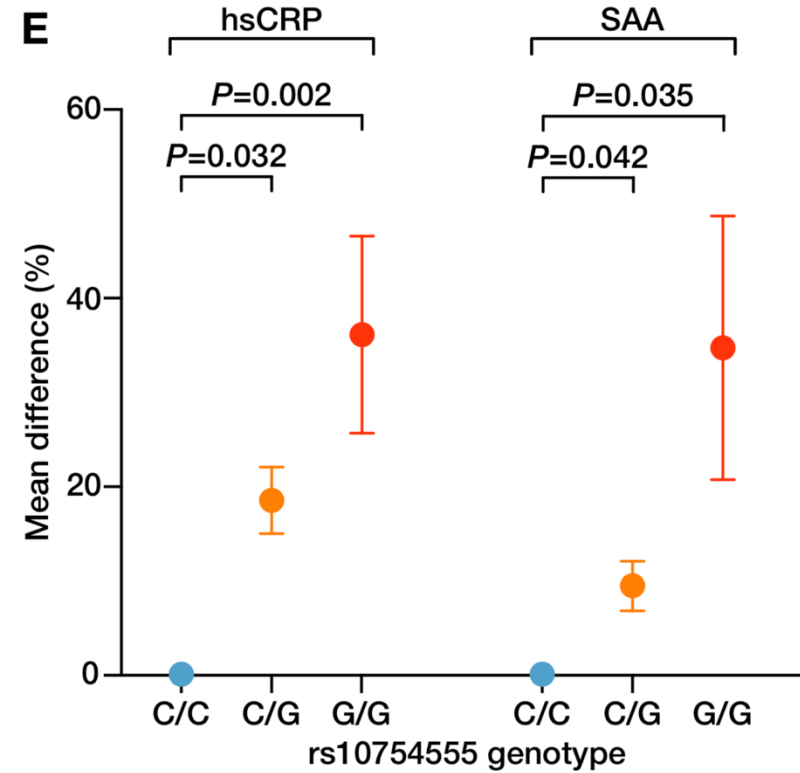 E
hsCRP SAA
P=0.002 P=0.035
P=0.032 P=0.042
60
40
20
0
Mean difference (%)
C/C C/G G/G C/C C/G G/G
rs10754555 genotype